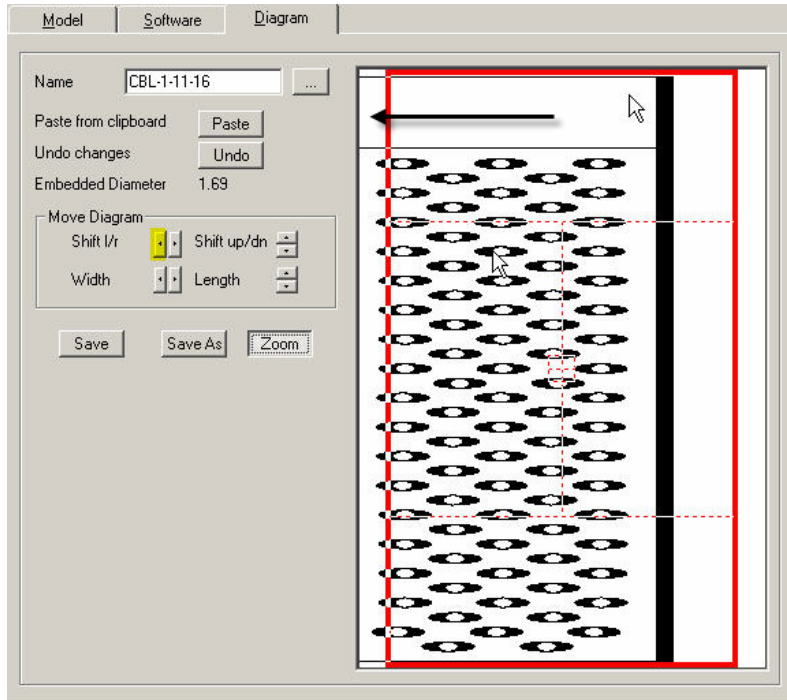 Model Software Diagram
Name CBL-1-11-16 ...
Paste from clipboard Paste
Undo changes Undo
Embedded Diameter 1.69
Move Diagram
Shift l/r Shift up/dn
Width Length
Save Save As Zoom